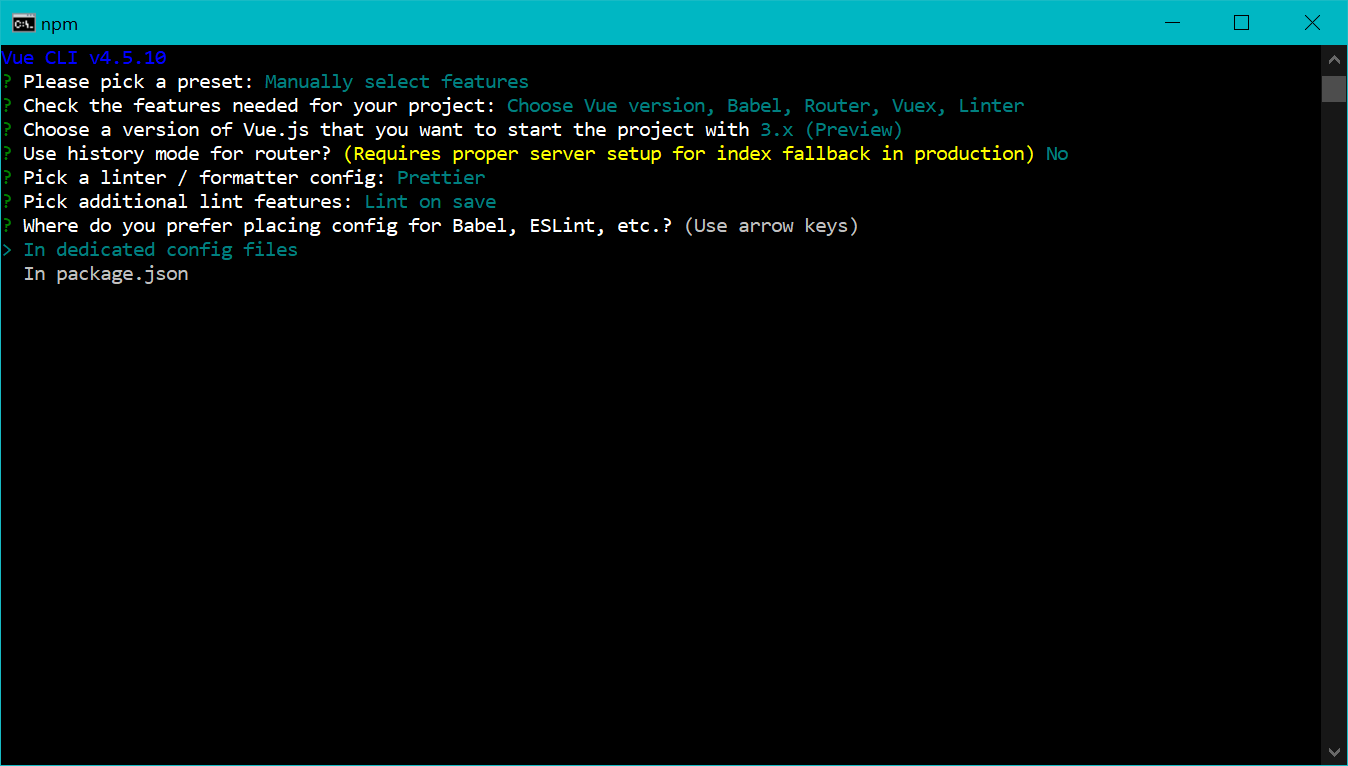 npm
Vue CLI v4.5.10
? Please pick a preset: Manually select features
? Check the features needed for your project: Choose Vue version, Babel, Router, Vuex, Linter
? Choose a version of Vue.js that you want to start the project with 3.x (Preview)
? Use history mode for router? (Requires proper server setup for index fallback in production) No
? Pick a linter / formatter config: Prettier
? Pick additional lint features: Lint on save
? Where do you prefer placing config for Babel, ESLint, etc.? (Use arrow keys)
> In dedicated config files
  In package.json